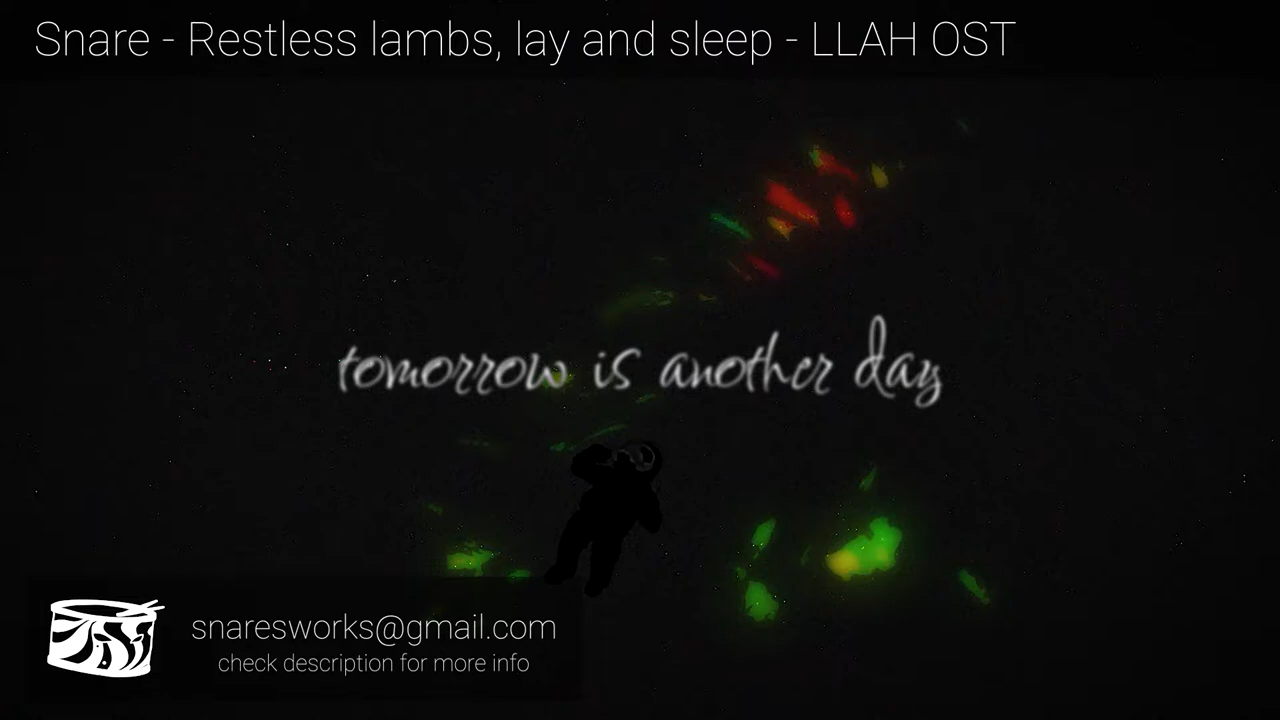 Snare - Restless lambs, lay and sleep - LLAH OST
tomorrow is another day
snaresworks@gmail.com
check description for more info